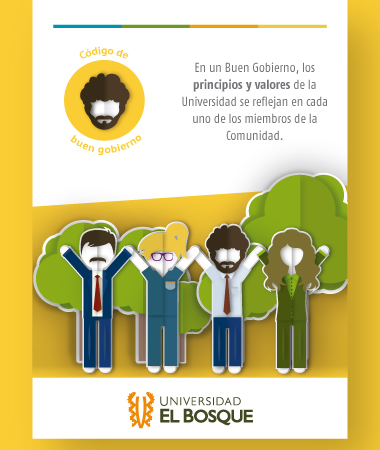 Código de
buen gobierno
En un Buen Gobierno, los
principios y valores de la
Universidad se reflejan en cada
uno de los miembros de la
Comunidad.
UNIVERSIDAD
EL BOSQUE